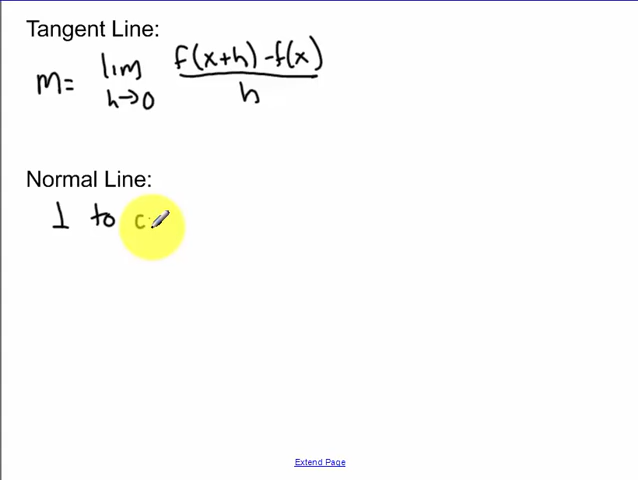 Tangent Line:
m = lim h→0 f(x+h) - f(x) / h
Normal Line:
⊥ to c
Extend Page